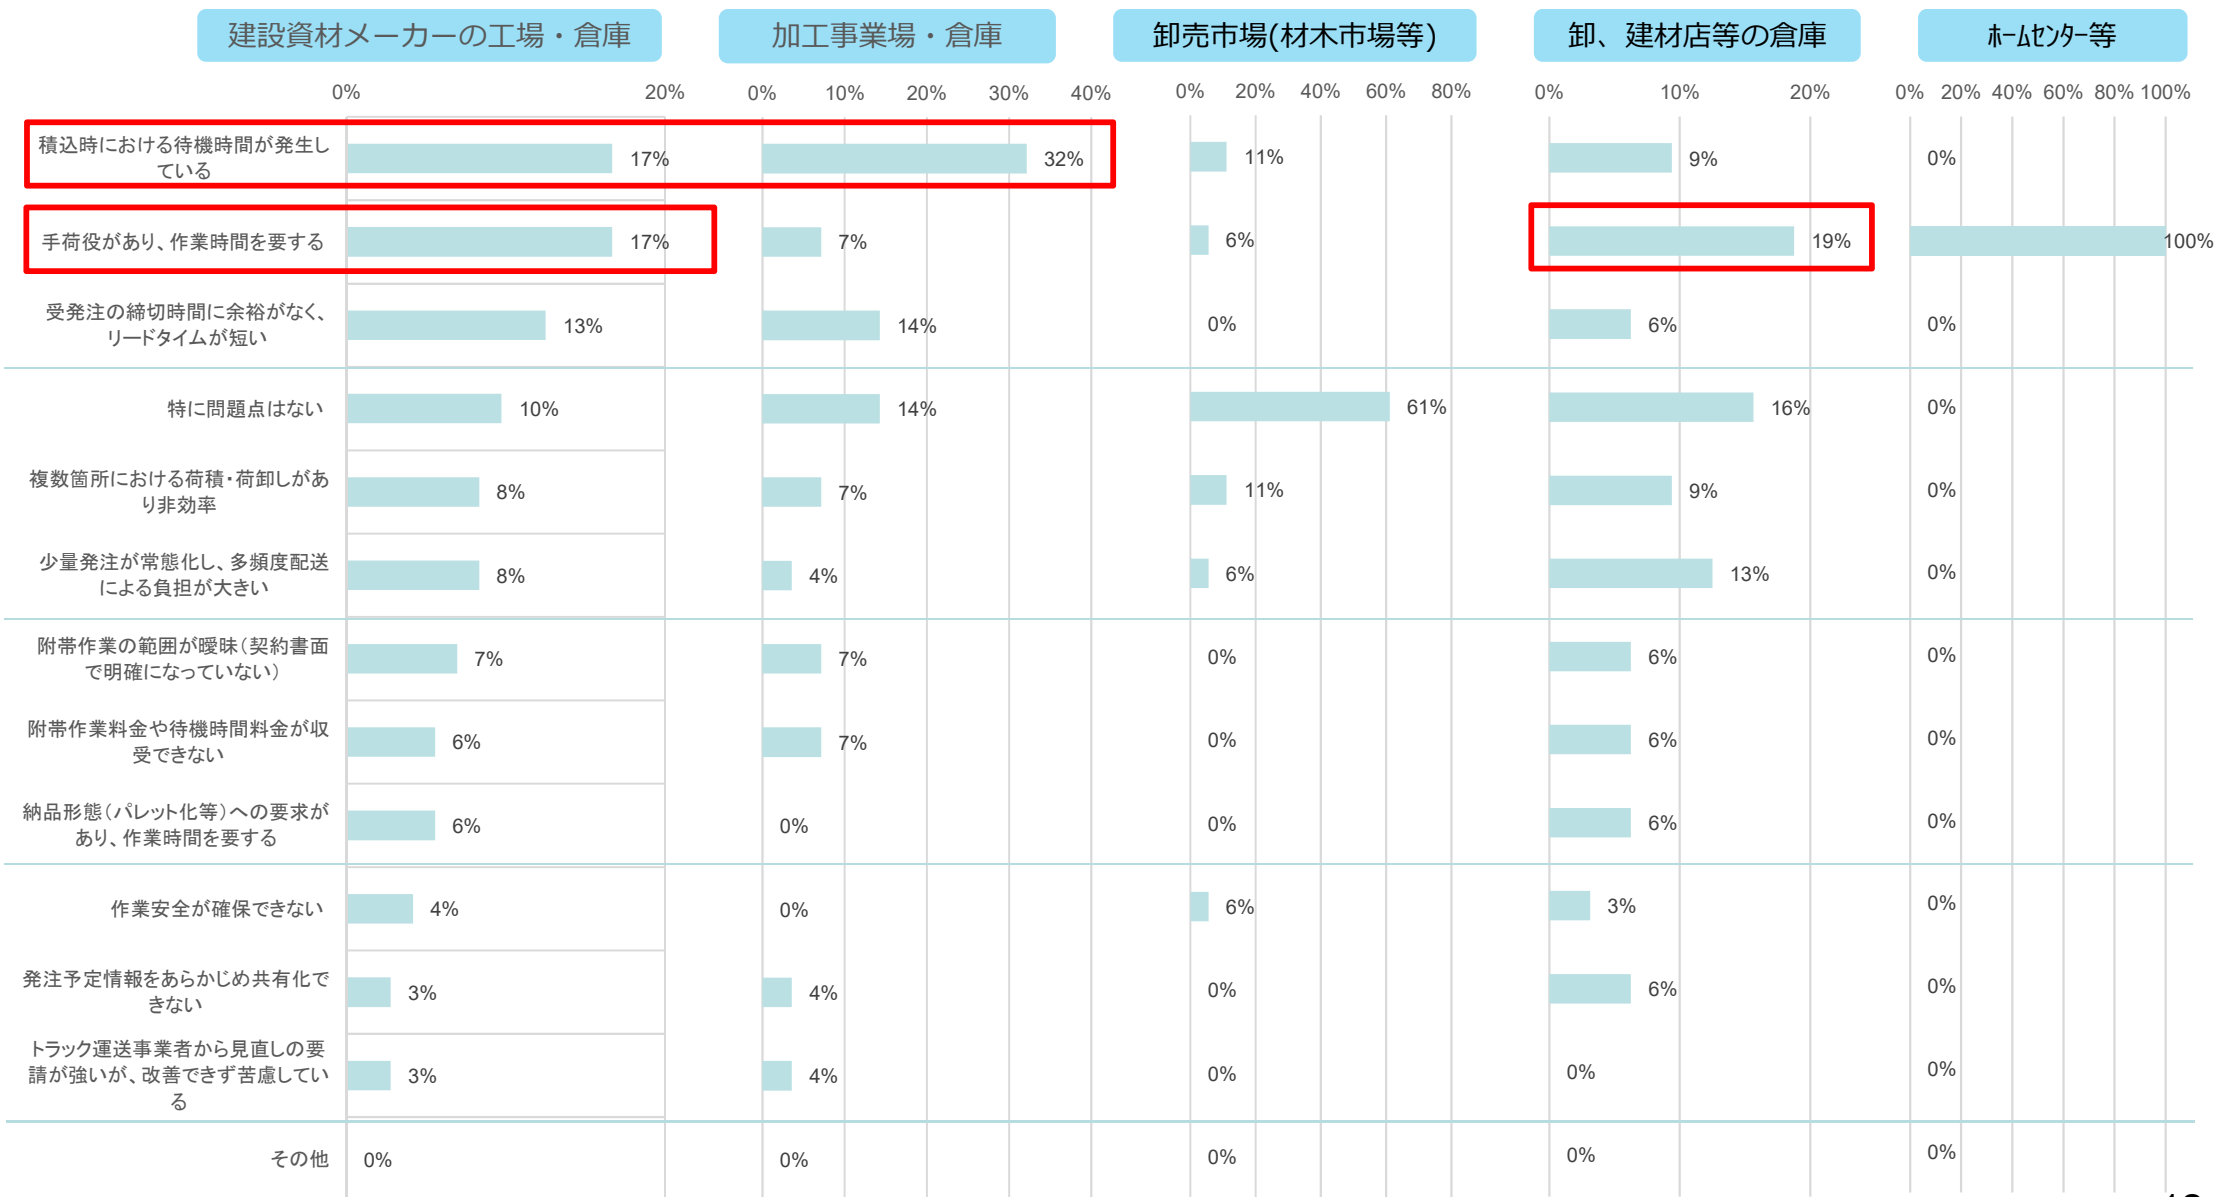 建設資材メーカーの工場・倉庫
加工事業場・倉庫
卸売市場(材木市場等)
卸、建材店等の倉庫
ﾎｰﾑｾﾝﾀｰ等
0% 20%
0% 10% 20% 30% 40%
0% 20% 40% 60% 80%
0% 10% 20%
0% 20% 40% 60% 80% 100%
積込時における待機時間が発生し
ている
17% 32% 11% 9% 0%
手荷役があり、作業時間を要する
17% 7% 6% 19% 100%
受発注の締切時間に余裕がなく、
リードタイムが短い
13% 14% 0% 6% 0%
特に問題点はない
10% 14% 61% 16% 0%
複数箇所における荷積・荷卸しがあ
り非効率
8% 7% 11% 9% 0%
少量発注が常態化し、多頻度配送
による負担が大きい
8% 4% 6% 13% 0%
附帯作業の範囲が曖昧（契約書面
で明確になっていない）
7% 7% 0% 6% 0%
附帯作業料金や待機時間料金が収
受できない
6% 7% 0% 6% 0%
納品形態（パレット化等）への要求が
あり、作業時間を要する
6% 0% 0% 6% 0%
作業安全が確保できない
4% 0% 6% 3% 0%
発注予定情報をあらかじめ共有化で
きない
3% 4% 0% 6% 0%
トラック運送事業者から見直しの要
請が強いが、改善できず苦慮してい
る
3% 4% 0% 0% 0%
その他
0% 0% 0% 0% 0%